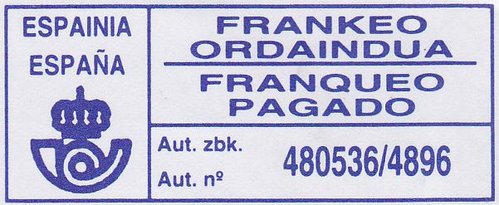 ESPAINIA
ESPAÑA
FRANKEO
ORDAINDUA
FRANQUEO
PAGADO
Aut. zbk.
Aut. nº
480536/4896